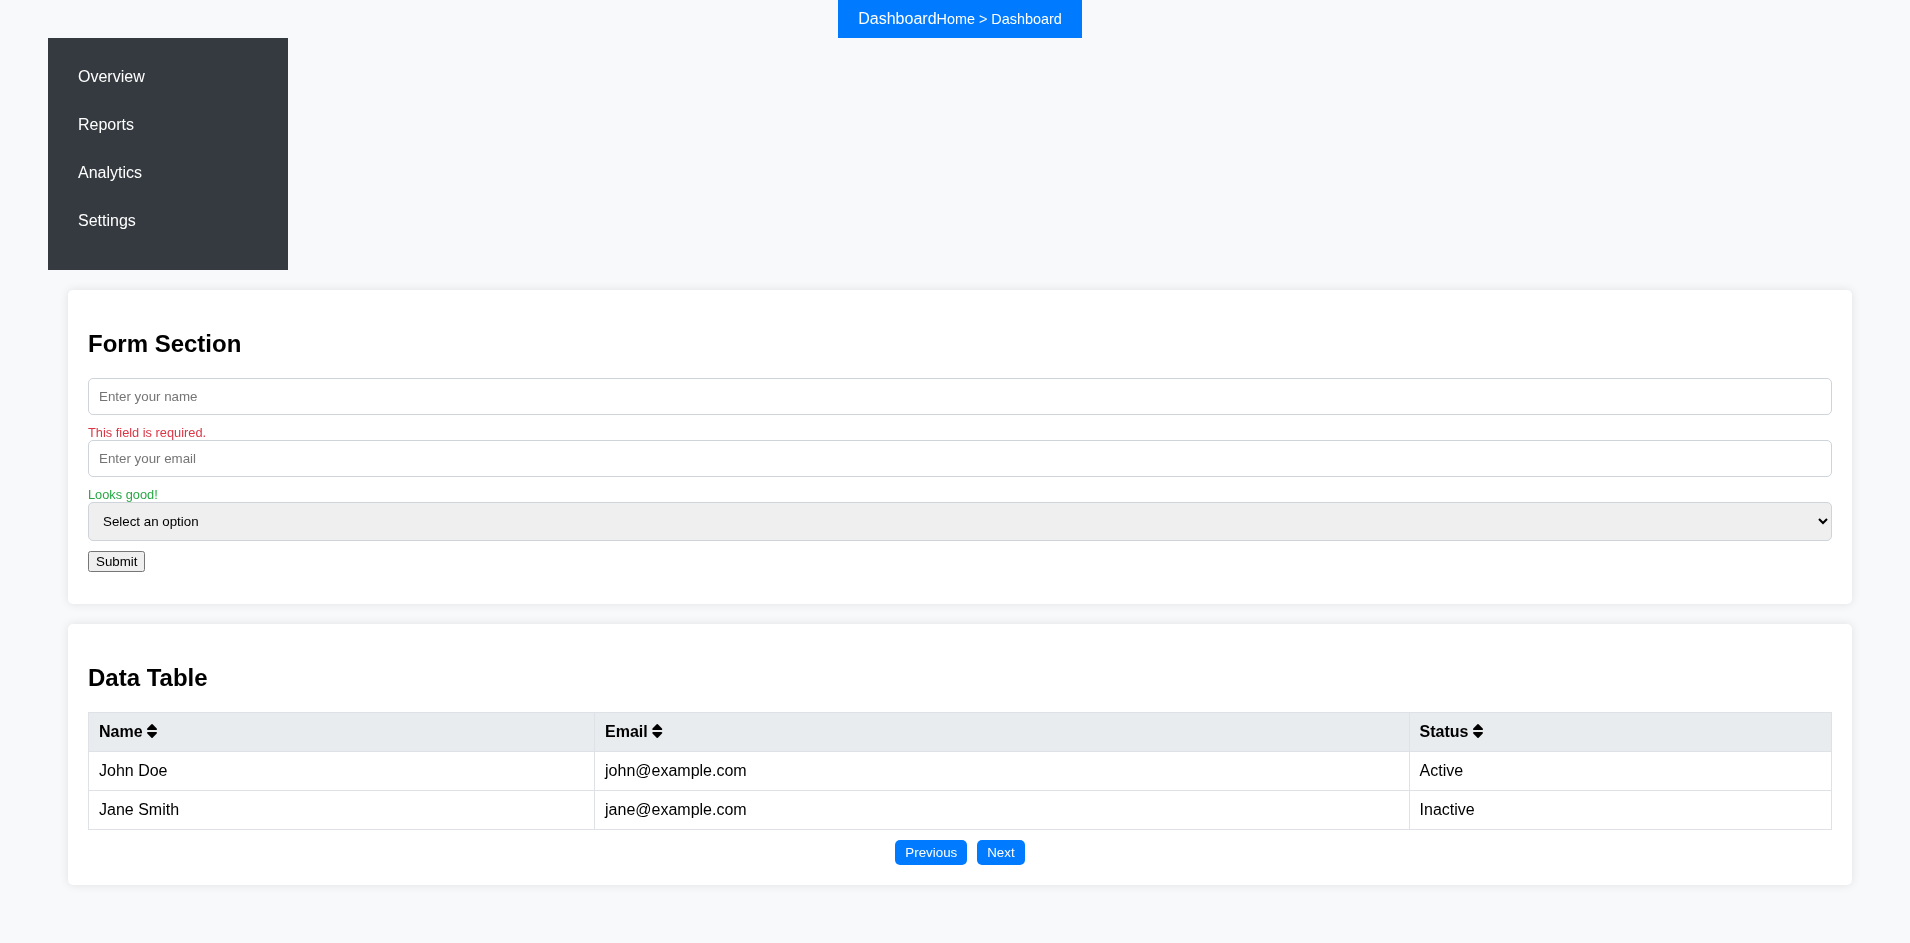 DashboardHome > Dashboard
Overview
Reports
Analytics
Settings
Form Section
Enter your name
This field is required.
Enter your email
Looks good!
Select an option
Submit
Data Table
Name Email Status
John Doe john@example.com Active
Jane Smith jane@example.com Inactive
Previous Next